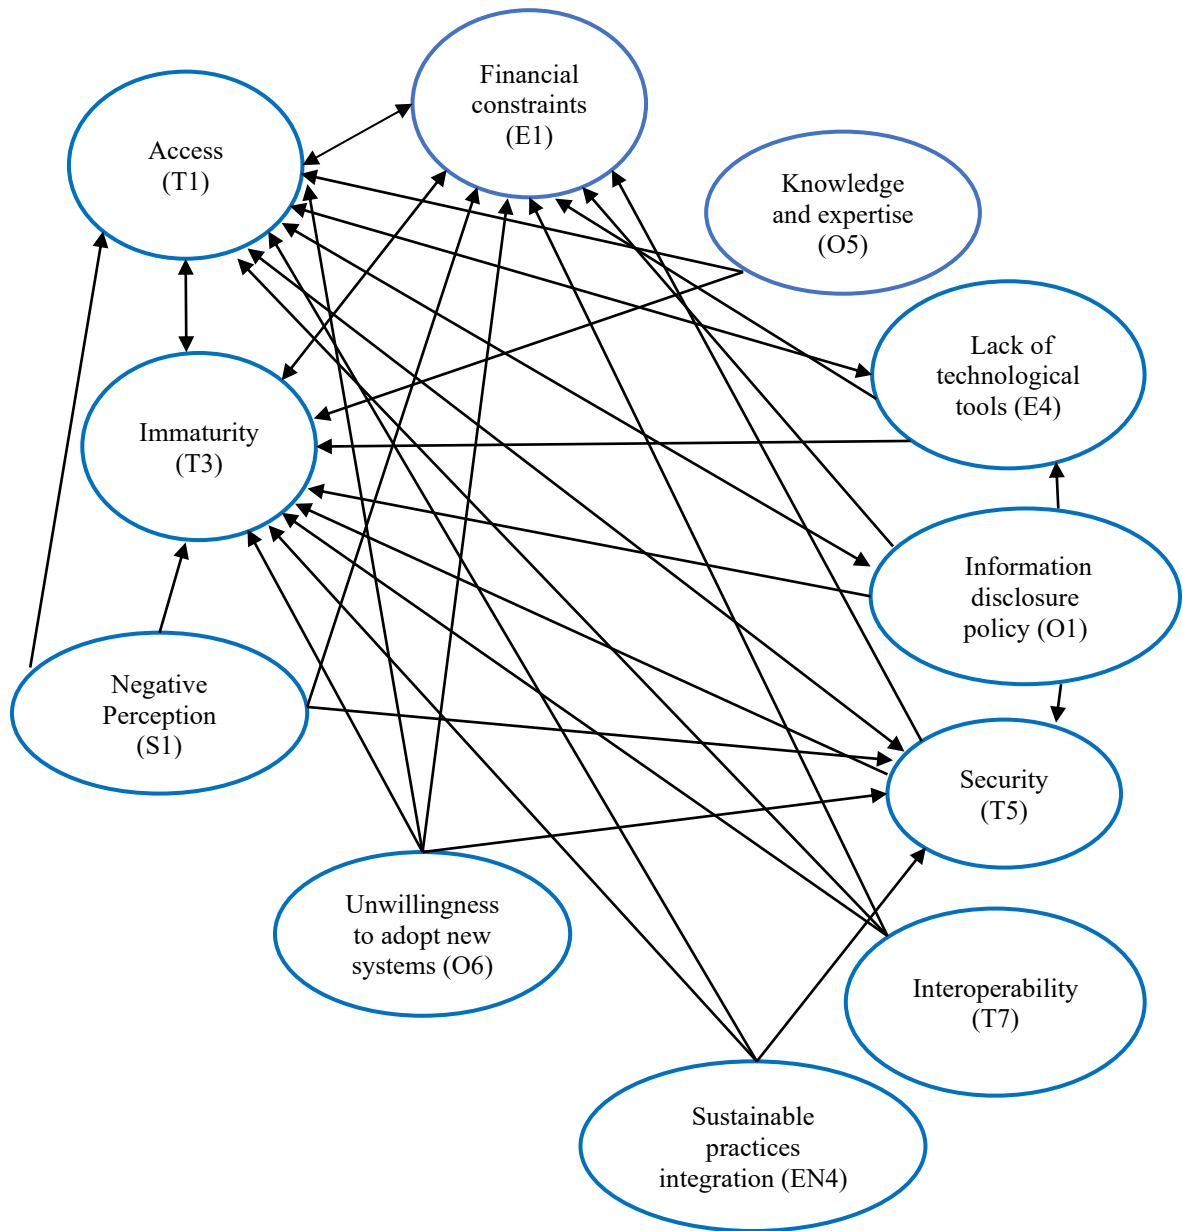 Financial
constraints
(E1)
Access
(T1)
Knowledge
and expertise
(O5)
Lack of
technological
tools (E4)
Immaturity
(T3)
Information
disclosure
policy (O1)
Negative
Perception
(S1)
Security
(T5)
Unwillingness
to adopt new
systems (O6)
Interoperability
(T7)
Sustainable
practices
integration (EN4)